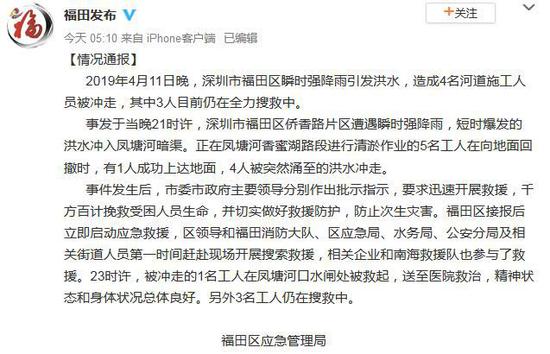 福
福田发布
+关注
今天 05:10 来自 iPhone客户端 已编辑
【情况通报】
2019年4月11日晚，深圳市福田区瞬时强降雨引发洪水，造成4名河道施工人
员被冲走，其中3人目前仍在全力搜救中。
事发于当晚21时许，深圳市福田区侨香路片区遭遇瞬时强降雨，短时爆发的
洪水冲入凤塘河暗渠。正在凤塘河香蜜湖路段进行清淤作业的5名工人在向地面回
撤时，有1人成功上达地面，4人被突然涌至的洪水冲走。
事件发生后，市委市政府主要领导分别作出批示指示，要求迅速开展救援，千
方百计挽救受困人员生命，并切实做好救援防护，防止次生灾害。福田区接报后
立即启动应急救援，区领导和福田消防大队、区应急局、水务局、公安分局及相
关街道人员第一时间赶赴现场开展搜索救援，相关企业和南海救援队也参与了救
援。23时许，被冲走的1名工人在凤塘河口水闸处被救起，送至医院救治，精神状
态和身体状况总体良好。另外3名工人仍在搜救中。
福田区应急管理局